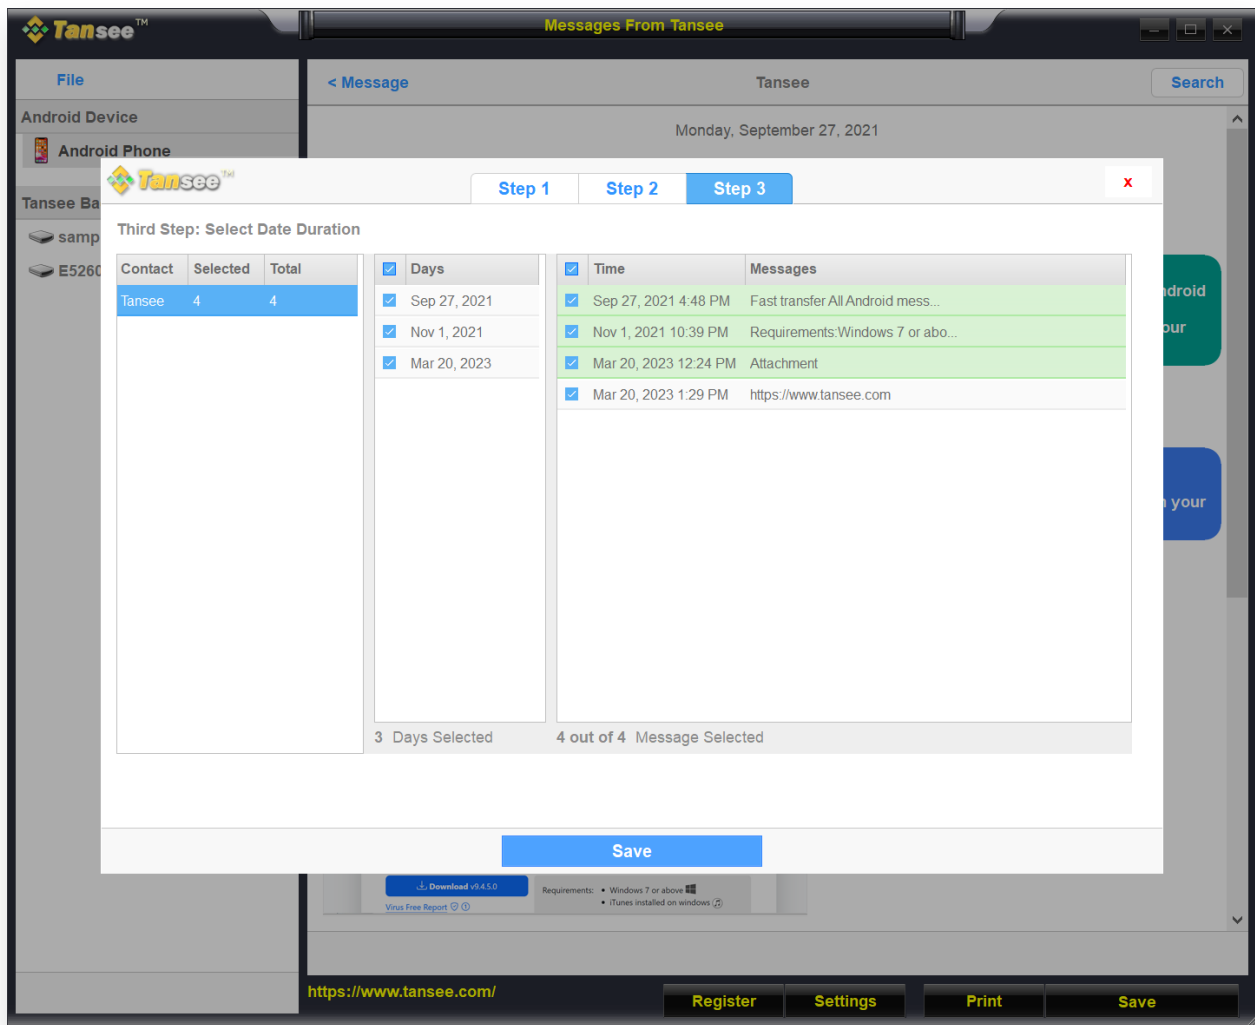 Tansee™
Messages From Tansee
File
< Message
Tansee
Search
Android Device
Monday, September 27, 2021
Android Phone
Tansee™
Step 1
Step 2
Step 3
x
Tansee Ba
Third Step: Select Date Duration
samp
Contact Selected Total
Days
Time Messages
E5260
Tansee 4 4
Sep 27, 2021
Sep 27, 2021 4:48 PM Fast transfer All Android mess...
ndroid
Nov 1, 2021
Nov 1, 2021 10:39 PM Requirements:Windows 7 or abo...
our
Mar 20, 2023
Mar 20, 2023 12:24 PM Attachment
Mar 20, 2023 1:29 PM https://www.tansee.com
your
3 Days Selected
4 out of 4 Message Selected
Save
Download v9.4.5.0
Requirements: • Windows 7 or above
• iTunes installed on windows
Virus Free Report
https://www.tansee.com/
Register
Settings
Print
Save